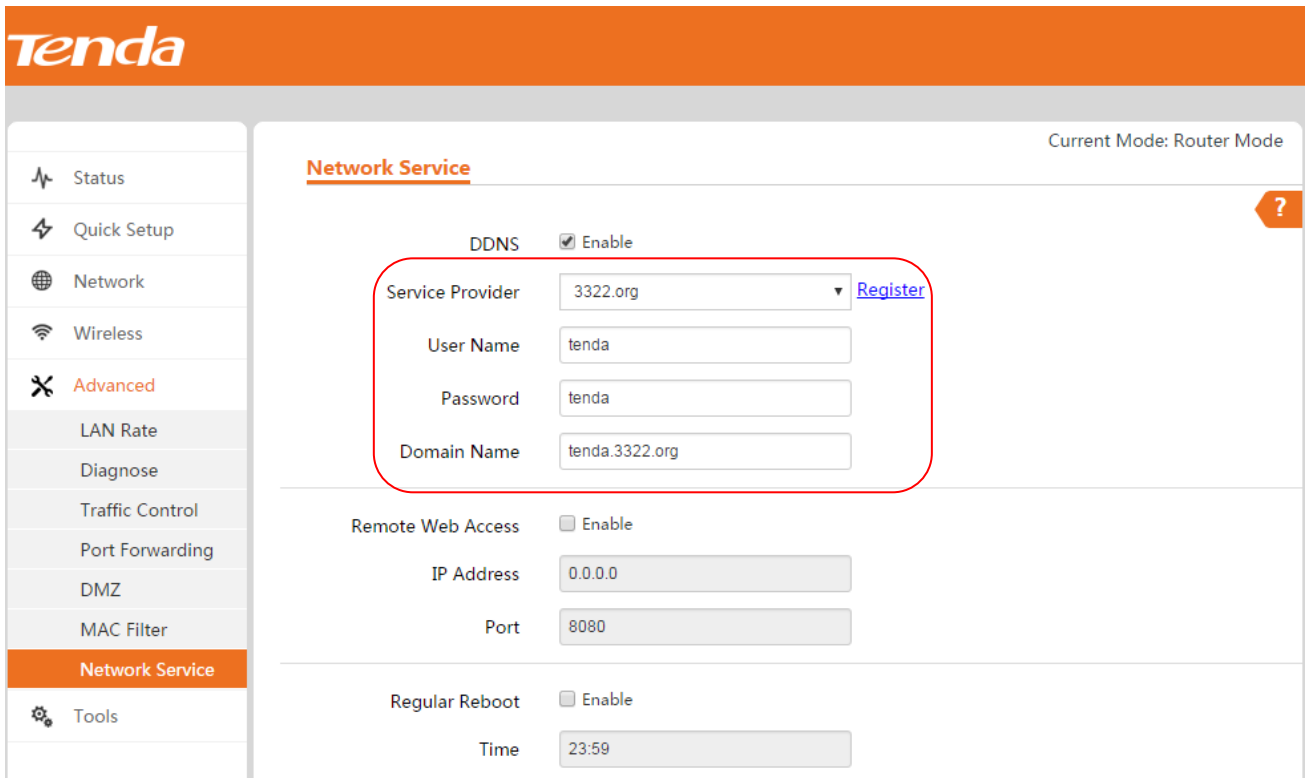 Tenda
Current Mode: Router Mode
Network Service
?
Status
Quick Setup
Network
Wireless
Advanced
LAN Rate
Diagnose
Traffic Control
Port Forwarding
DMZ
MAC Filter
Network Service
Tools
DDNS Enable
Service Provider 3322.org Register
User Name tenda
Password tenda
Domain Name tenda.3322.org
Remote Web Access Enable
IP Address 0.0.0.0
Port 8080
Regular Reboot Enable
Time 23:59